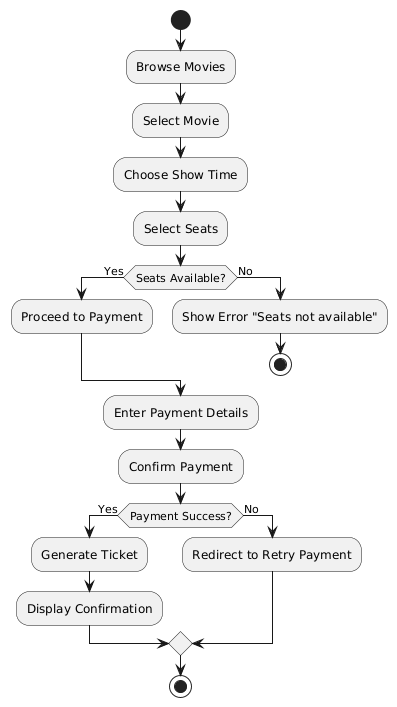 Browse Movies
Select Movie
Choose Show Time
Select Seats
Yes
Seats Available?
No
Proceed to Payment
Show Error "Seats not available"
Enter Payment Details
Confirm Payment
Yes
Payment Success?
No
Generate Ticket
Redirect to Retry Payment
Display Confirmation